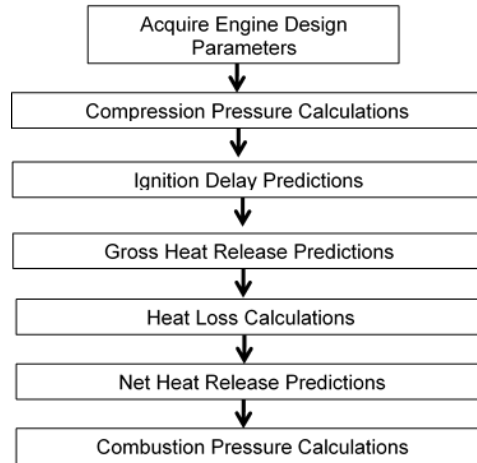 Acquire Engine Design
Parameters
Compression Pressure Calculations
Ignition Delay Predictions
Gross Heat Release Predictions
Heat Loss Calculations
Net Heat Release Predictions
Combustion Pressure Calculations